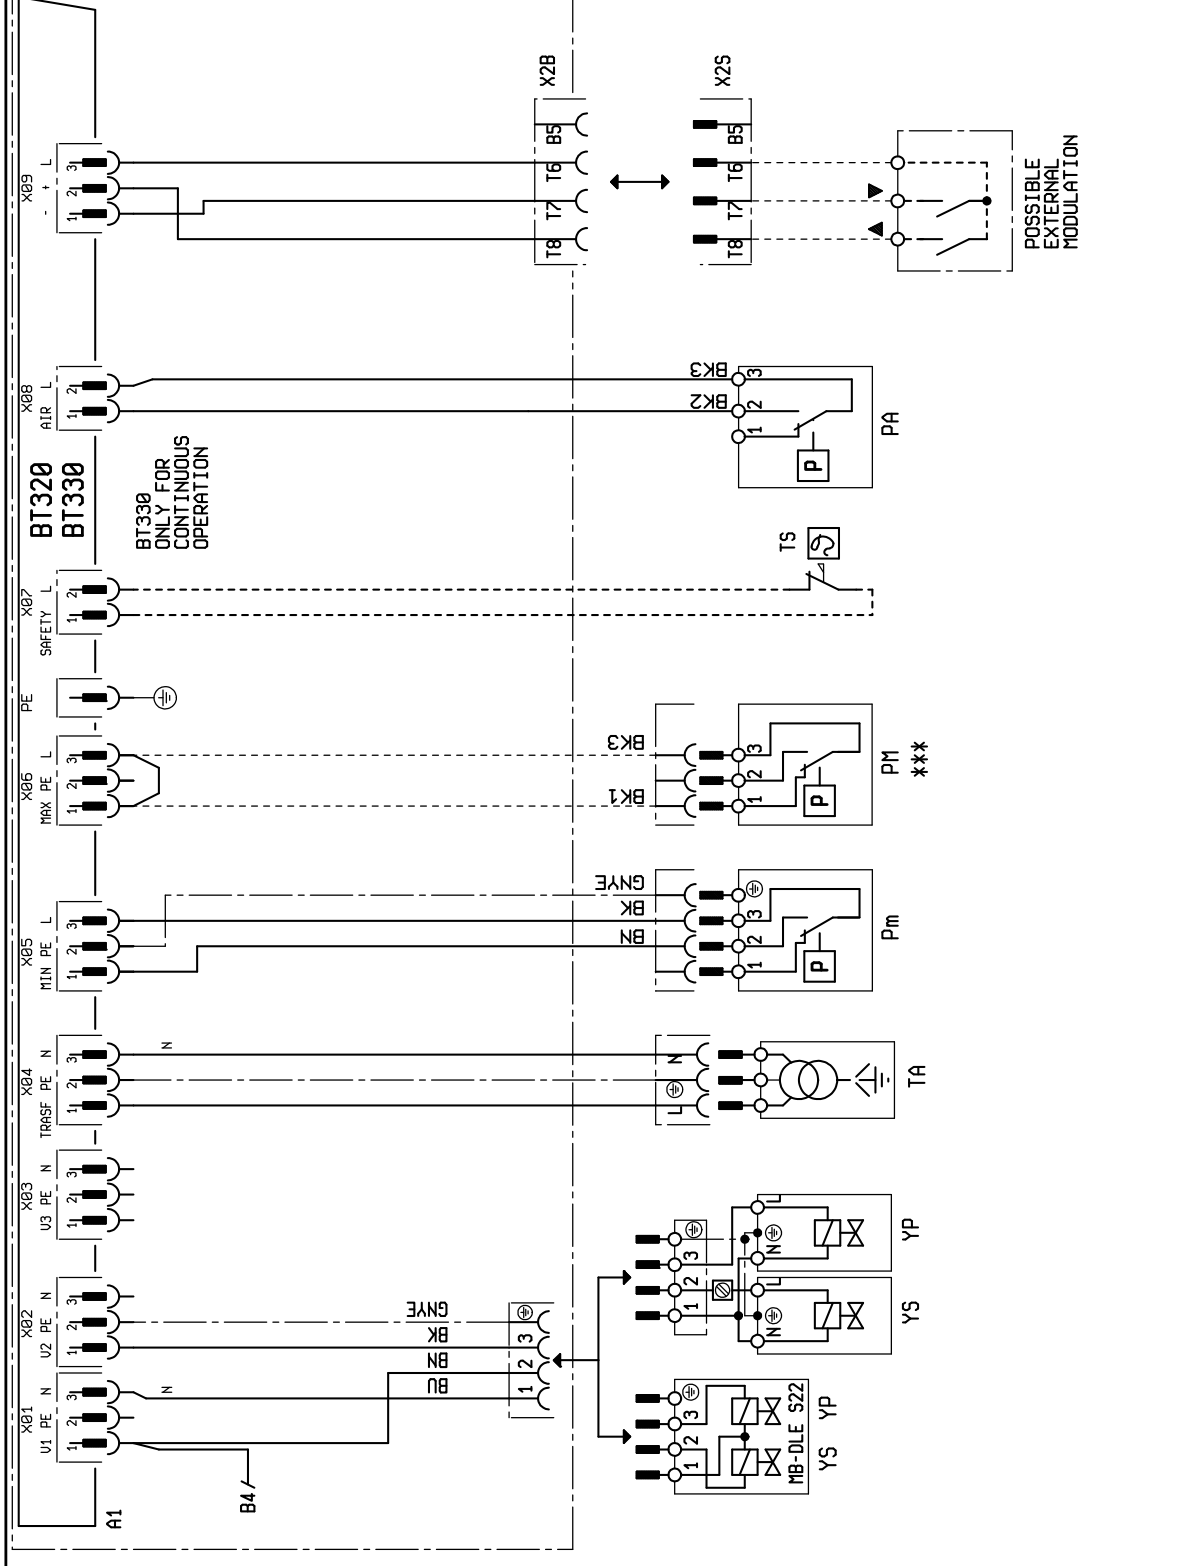 A1
BT320
BT330
X01
V1 PE N
1 2 3
X02
V2 PE N
1 2 3
X03
V3 PE N
1 2 3
X04
TRASF PE N
1 2 3
X05
MIN PE L
1 2 3
X06
MAX PE L
1 2 3
PE
X07
SAFETY L
1 2
X08
AIR L
1 2
X09
- + L
1 2 3
BT330
ONLY FOR
CONTINUOUS
OPERATION
B4
N
BU
BN
BK
GNYE
1 2 3
N
L N
BN
BK
GNYE
BK1
BK3
BK2
BK3
X2B
T8 T7 T6 B5
X2S
T8 T7 T6 B5
1 2 3
MB-DLE S22
YS YP
1 2 3
N L
YS
N L
YP
TA
1 2 3
P
Pm
1 2 3
P
PM
***
TS
1 2 3
P
PA
POSSIBLE
EXTERNAL
MODULATION